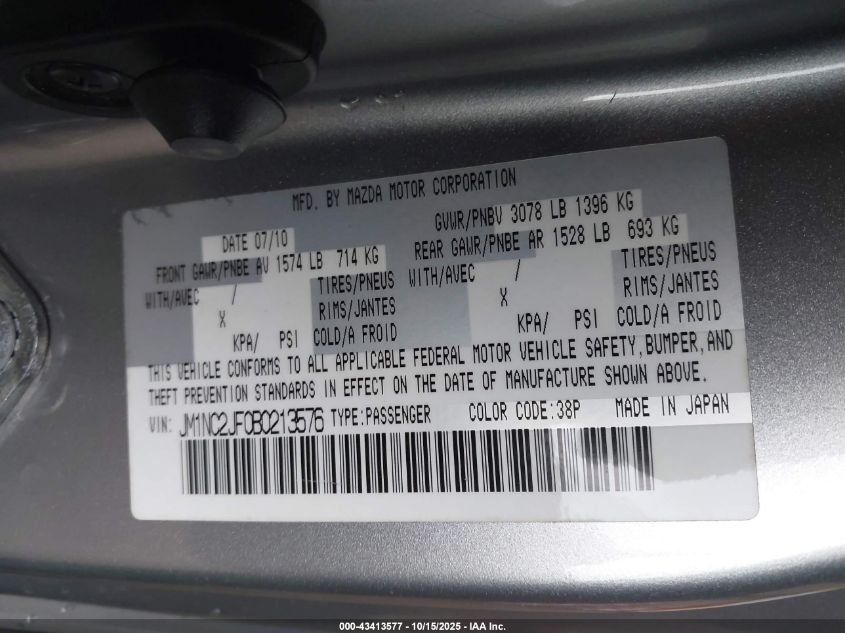 MFD. BY MAZDA MOTOR CORPORATION
DATE 07/10 GVWR/PNBV 3078 LB 1396 KG
FRONT GAWR/PNBE AV 1574 LB 714 KG REAR GAWR/PNBE AR 1528 LB 693 KG
WITH/AVEC / TIRES/PNEUS WITH/AVEC / TIRES/PNEUS
X RIMS/JANTES X RIMS/JANTES
KPA/ PSI COLD/A FROID KPA/ PSI COLD/A FROID
THIS VEHICLE CONFORMS TO ALL APPLICABLE FEDERAL MOTOR VEHICLE SAFETY, BUMPER, AND
THEFT PREVENTION STANDARDS IN EFFECT ON THE DATE OF MANUFACTURE SHOWN ABOVE.
VIN: JM1NC2JF0B0213576 TYPE:PASSENGER COLOR CODE:38P MADE IN JAPAN
000-43413577 - 10/15/2025 - IAA Inc.